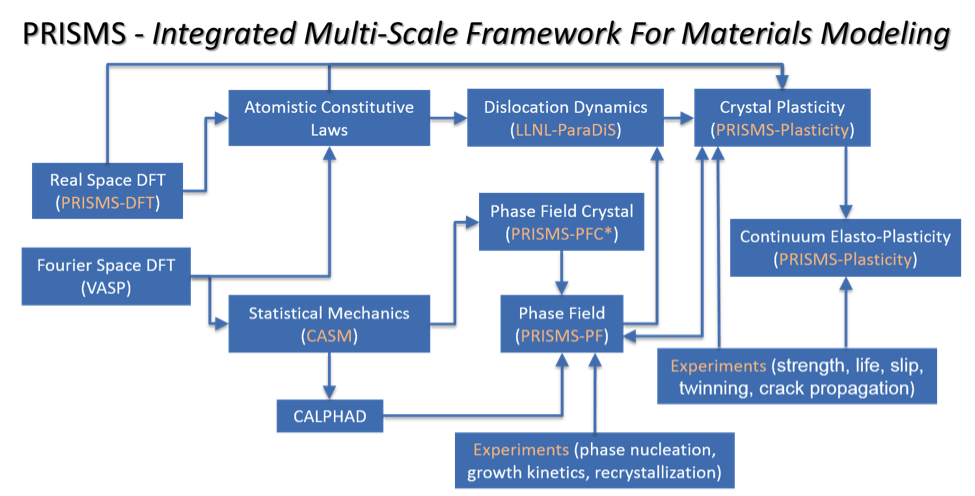 PRISMS - Integrated Multi-Scale Framework For Materials Modeling
Atomistic Constitutive
Laws
Dislocation Dynamics
(LLNL-ParaDiS)
Crystal Plasticity
(PRISMS-Plasticity)
Real Space DFT
(PRISMS-DFT)
Phase Field Crystal
(PRISMS-PFC*)
Continuum Elasto-Plasticity
(PRISMS-Plasticity)
Fourier Space DFT
(VASP)
Statistical Mechanics
(CASM)
Phase Field
(PRISMS-PF)
Experiments (strength, life, slip,
twinning, crack propagation)
CALPHAD
Experiments (phase nucleation,
growth kinetics, recrystallization)